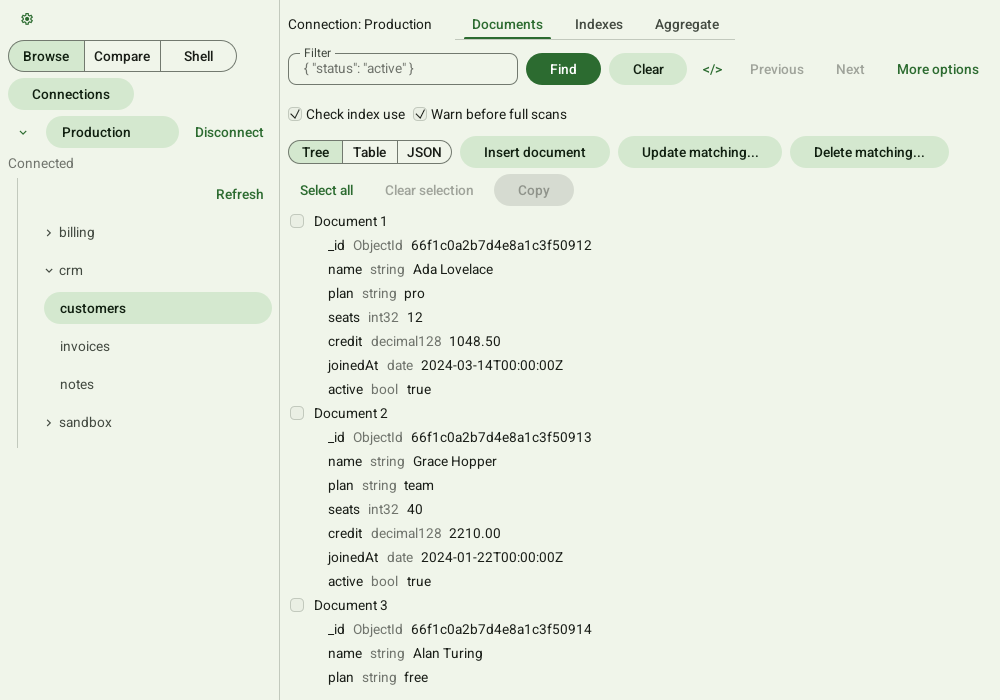 Browse Compare Shell
Connections
Production Disconnect
Connected
Refresh
billing
crm
customers
invoices
notes
sandbox
Connection: Production Documents Indexes Aggregate
Filter
{ "status": "active" } Find Clear </> Previous Next More options
Check index use Warn before full scans
Tree Table JSON Insert document Update matching... Delete matching...
Select all Clear selection Copy
Document 1
_id ObjectId 66f1c0a2b7d4e8a1c3f50912
name string Ada Lovelace
plan string pro
seats int32 12
credit decimal128 1048.50
joinedAt date 2024-03-14T00:00:00Z
active bool true
Document 2
_id ObjectId 66f1c0a2b7d4e8a1c3f50913
name string Grace Hopper
plan string team
seats int32 40
credit decimal128 2210.00
joinedAt date 2024-01-22T00:00:00Z
active bool true
Document 3
_id ObjectId 66f1c0a2b7d4e8a1c3f50914
name string Alan Turing
plan string free